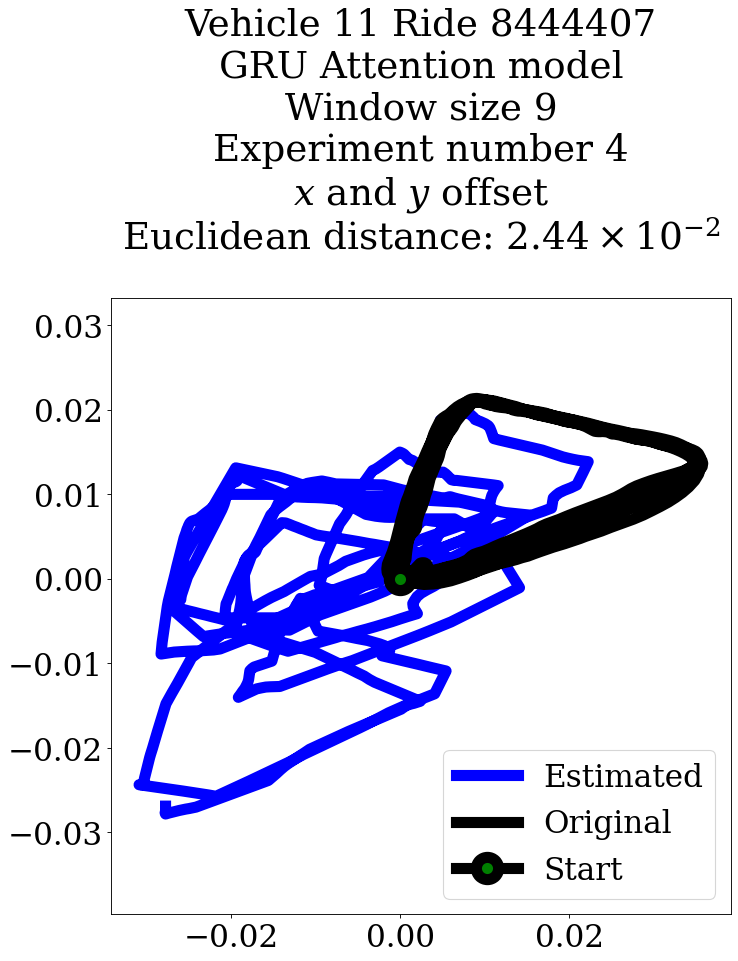 Vehicle 11 Ride 8444407
GRU Attention model
Window size 9
Experiment number 4
x and y offset
Euclidean distance: 2.44 × 10⁻²
0.03
0.02
0.01
0.00
−0.01
−0.02
−0.03
−0.02
0.00
0.02
Estimated
Original
Start